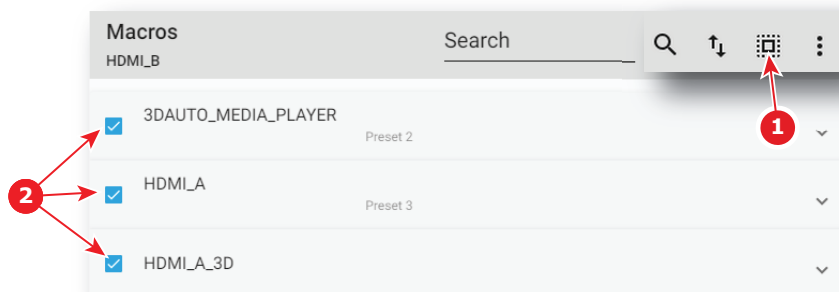 Macros
HDMI_B
Search
1
3DAUTO_MEDIA_PLAYER
Preset 2
2
HDMI_A
Preset 3
HDMI_A_3D